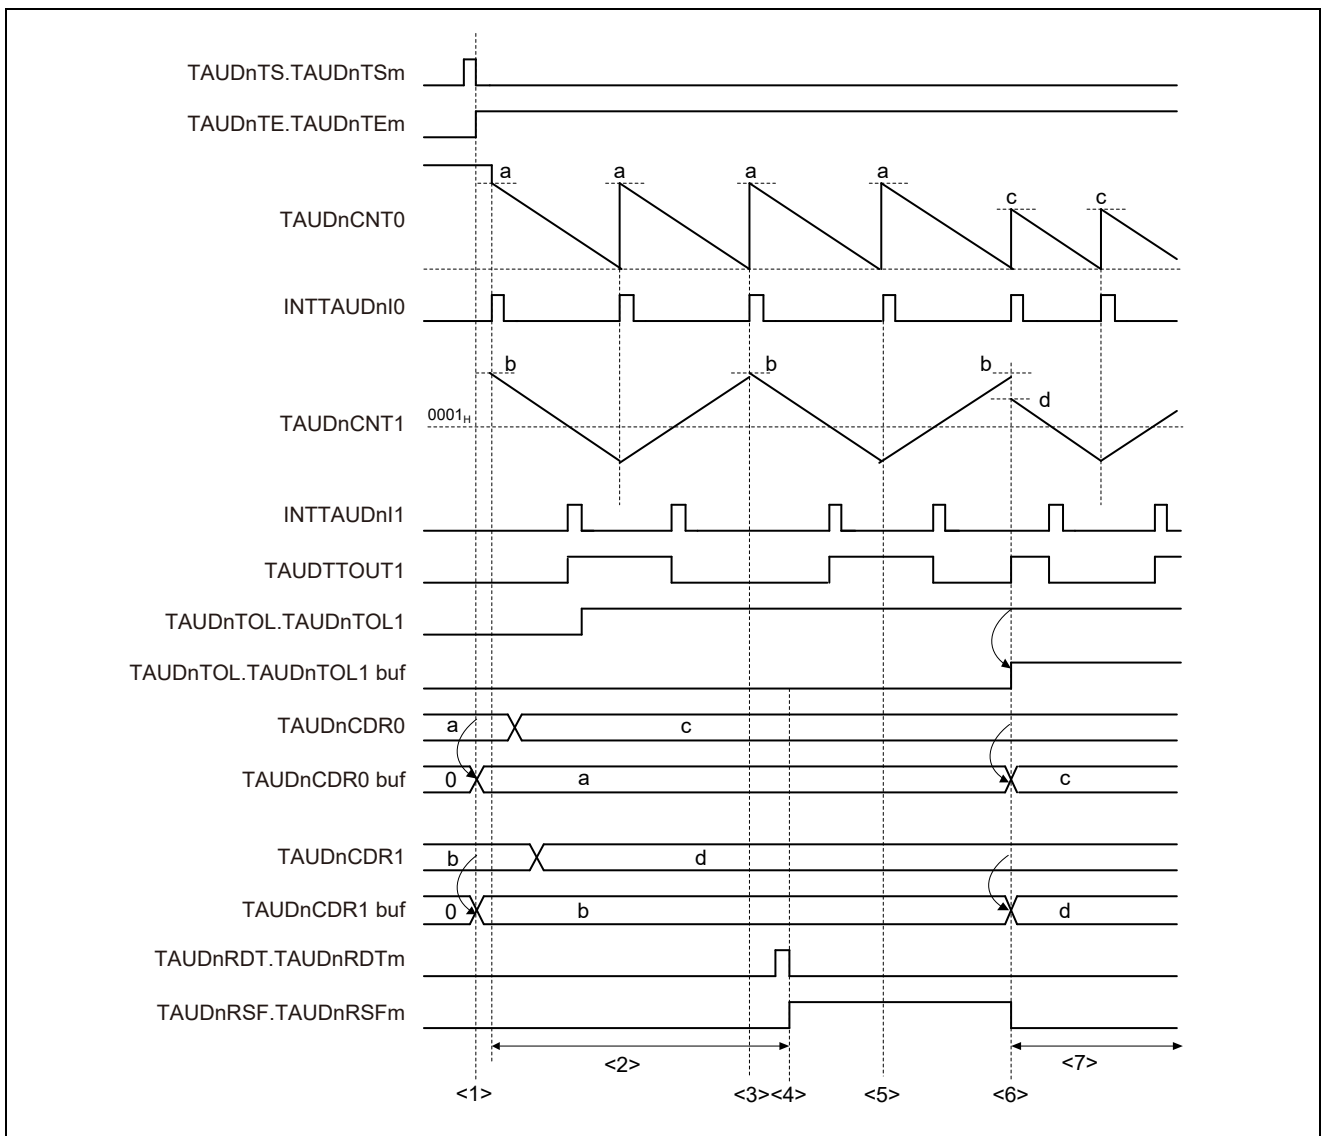 TAUDnTS.TAUDnTSm
TAUDnTE.TAUDnTEm
a a a a c c
TAUDnCNT0
INTTAUDnI0
b b b d
TAUDnCNT1 0001H
INTTAUDnI1
TAUDTTOUT1
TAUDnTOL.TAUDnTOL1
TAUDnTOL.TAUDnTOL1 buf
TAUDnCDR0 a c
TAUDnCDR0 buf 0 a c
TAUDnCDR1 b d
TAUDnCDR1 buf 0 b d
TAUDnRDT.TAUDnRDTm
TAUDnRSF.TAUDnRSFm
<2> <7>
<1> <3><4> <5> <6>